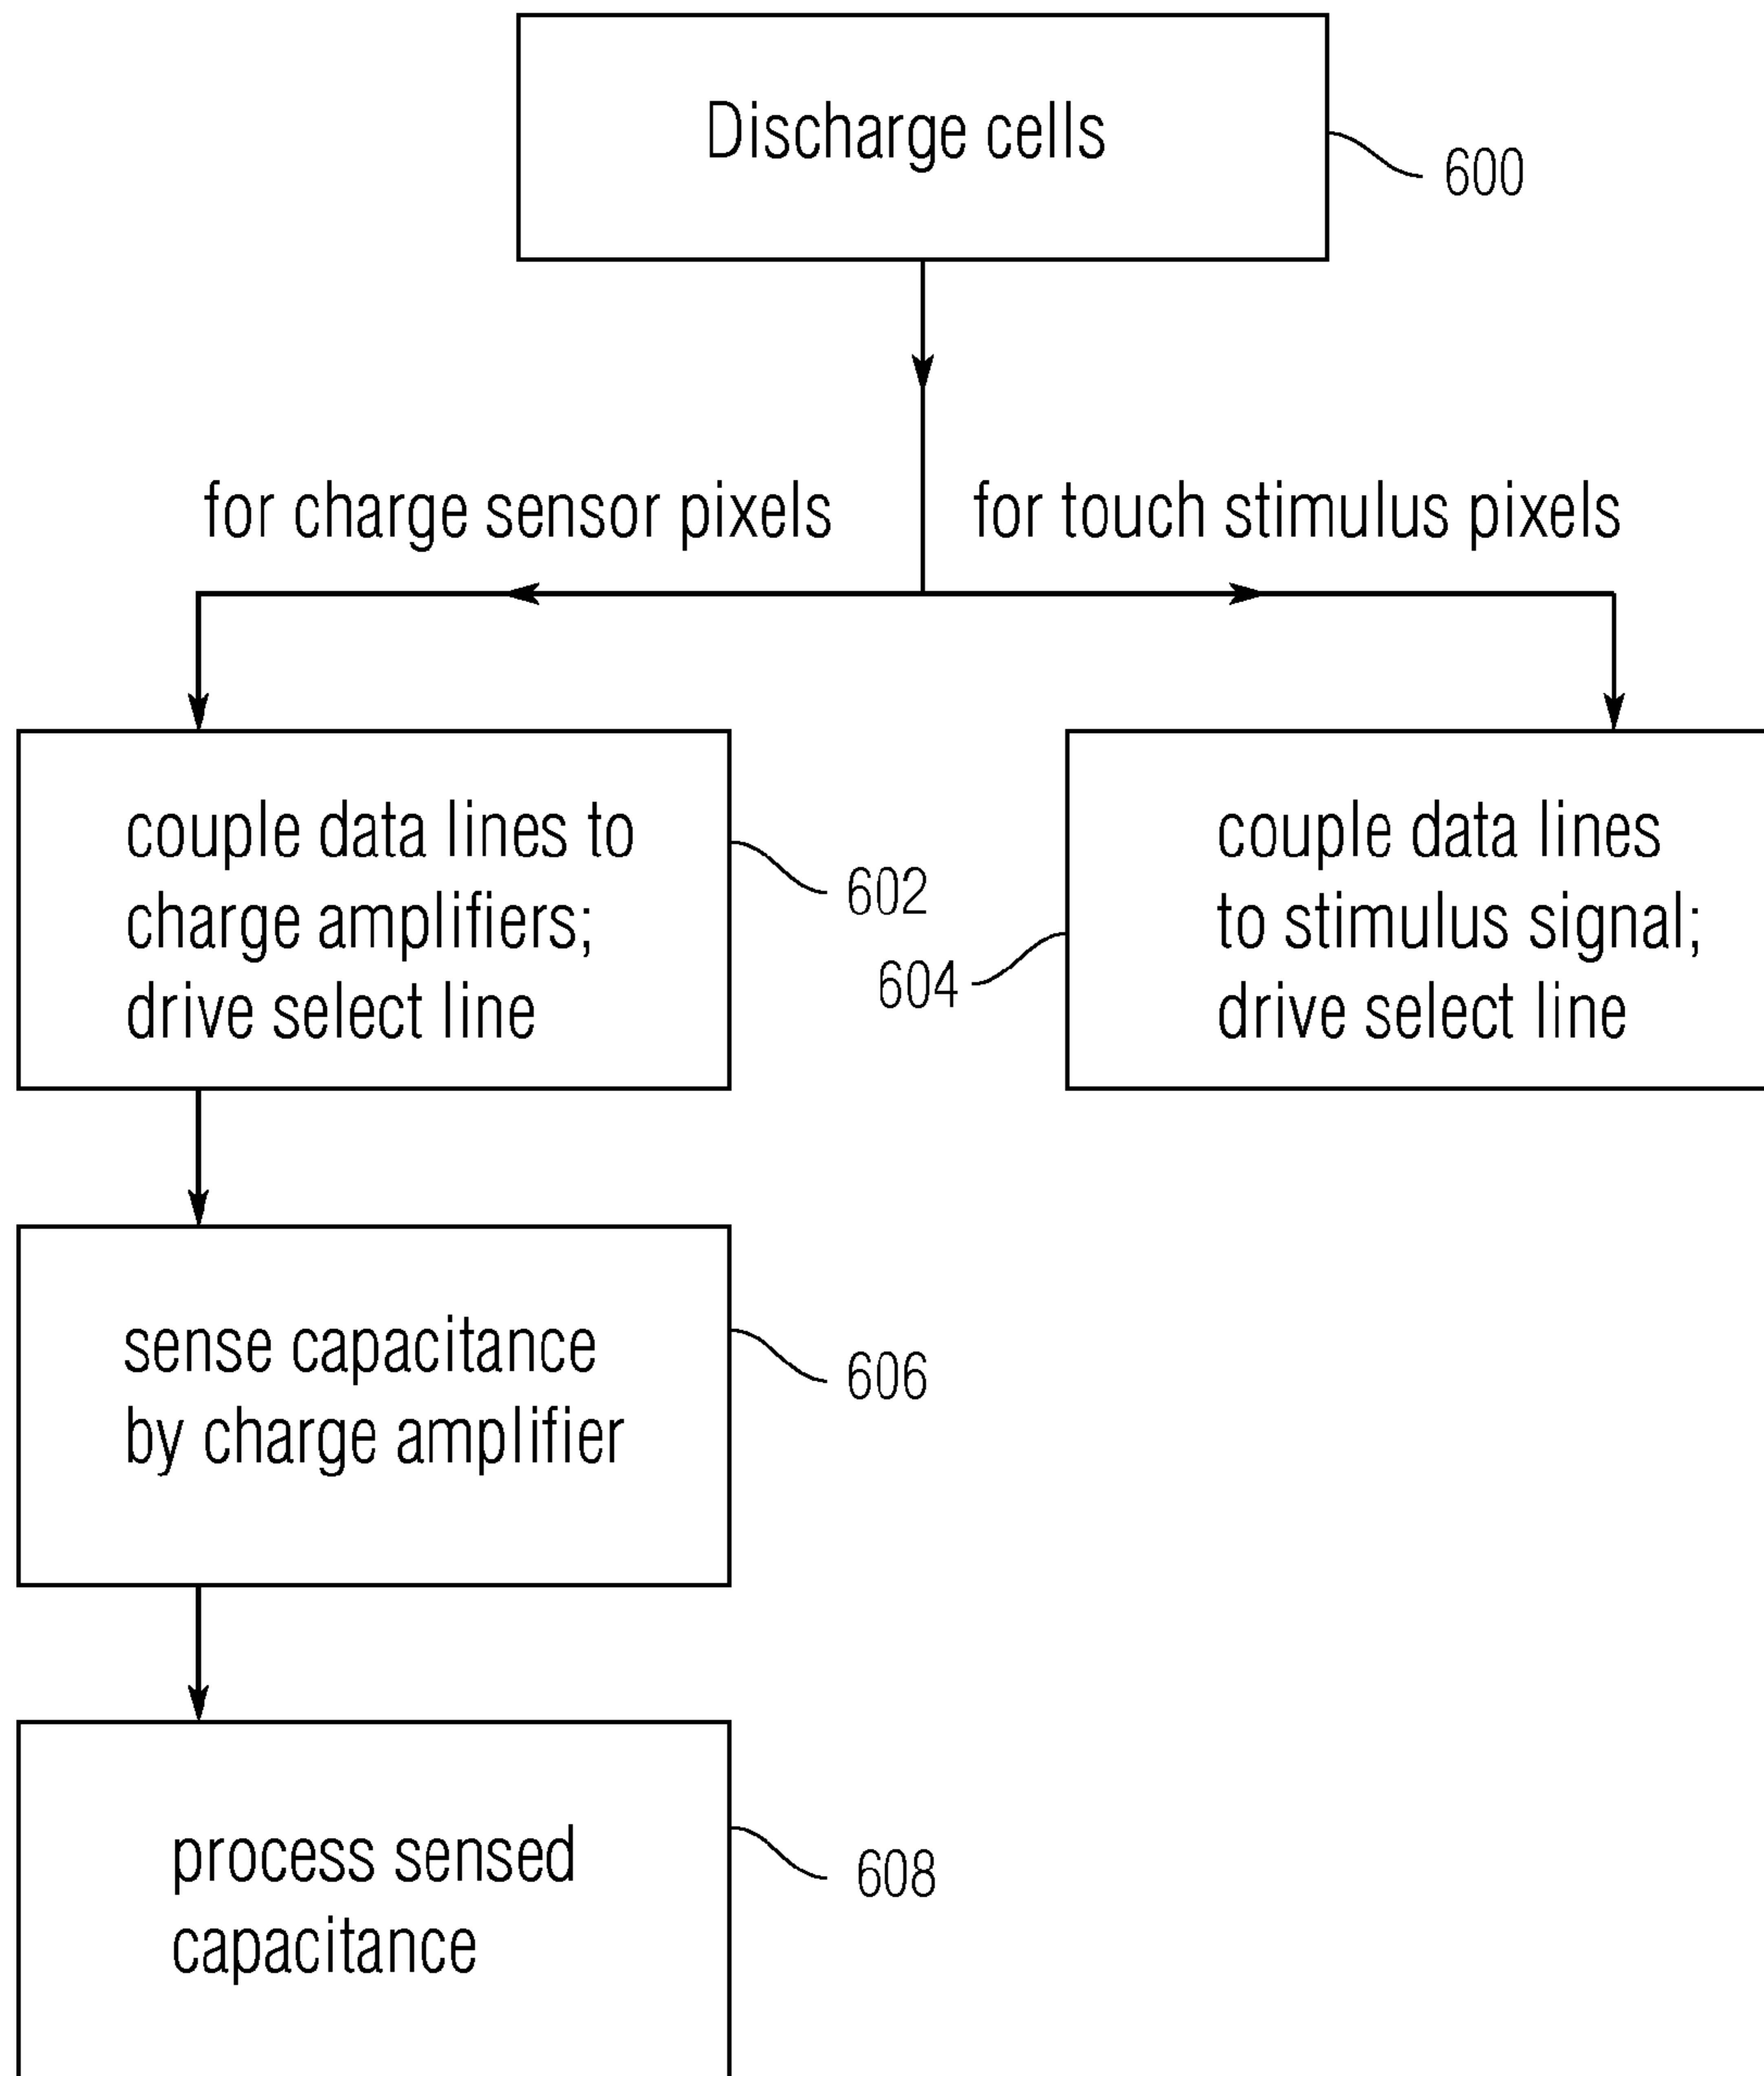 Discharge cells
600
for charge sensor pixels
for touch stimulus pixels
couple data lines to
charge amplifiers;
drive select line
602
couple data lines
to stimulus signal;
drive select line
604
sense capacitance
by charge amplifier
606
process sensed
capacitance
608